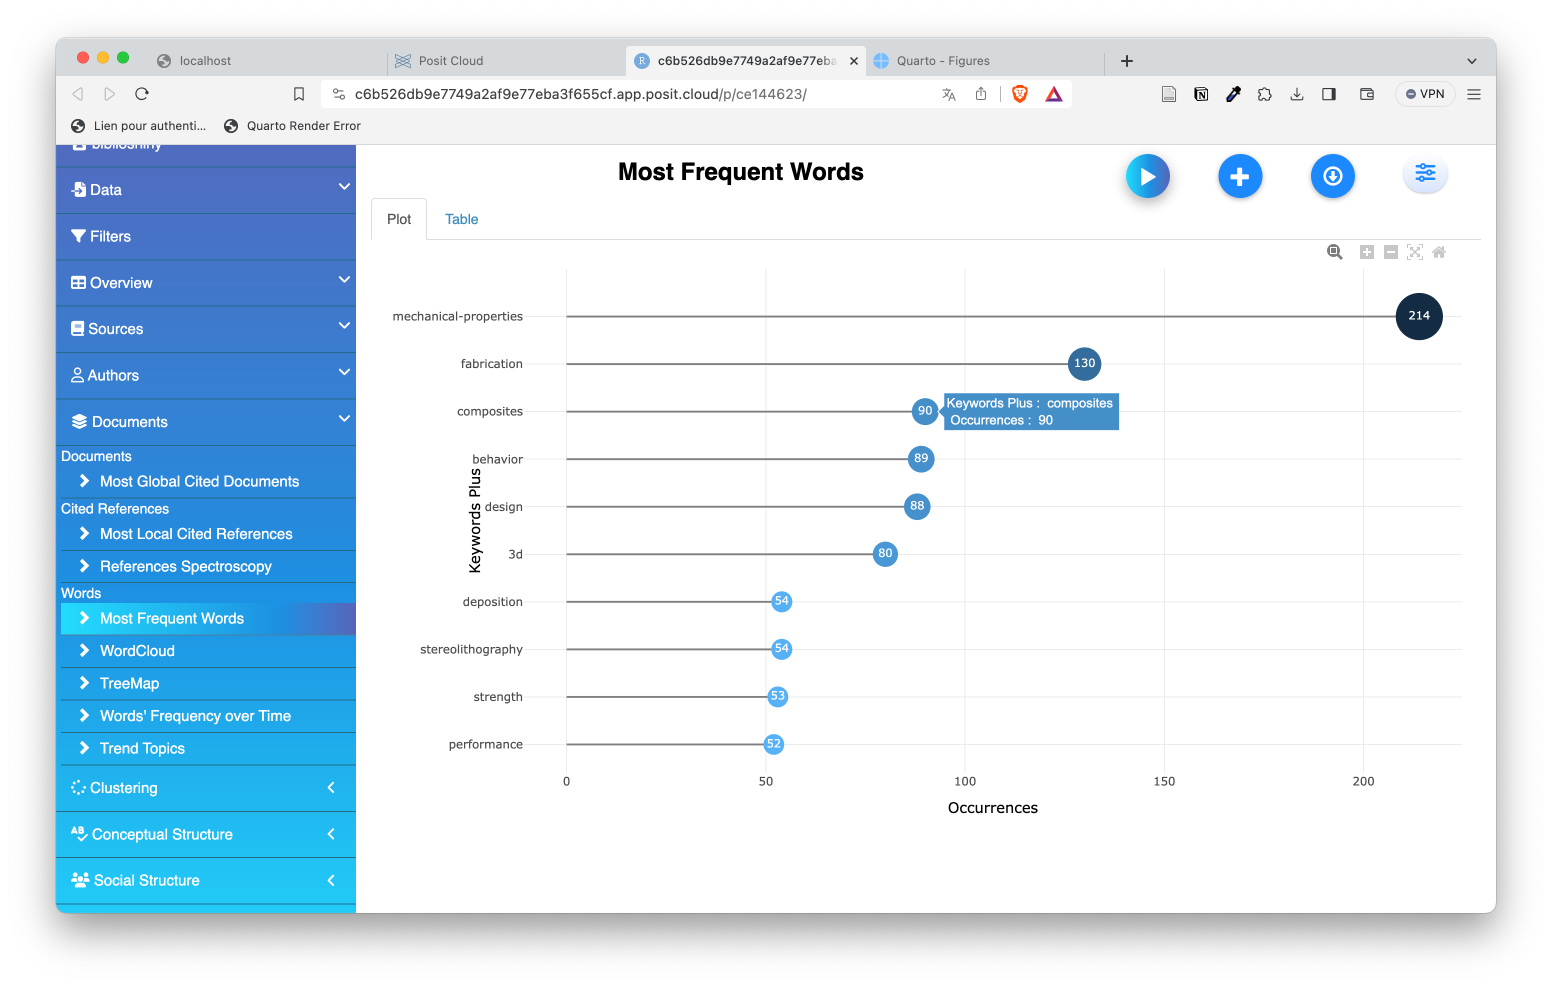 localhost
Posit Cloud
c6b526db9e7749a2af9e77eba
Quarto - Figures
c6b526db9e7749a2af9e77eba3f655cf.app.posit.cloud/p/ce144623/
VPN
Lien pour authenti...
Quarto Render Error
biblioshiny
Data
Filters
Overview
Sources
Authors
Documents
Documents
Most Global Cited Documents
Cited References
Most Local Cited References
References Spectroscopy
Words
Most Frequent Words
WordCloud
TreeMap
Words' Frequency over Time
Trend Topics
Clustering
Conceptual Structure
Social Structure
Most Frequent Words
Plot
Table
mechanical-properties
214
fabrication
130
composites
90
Keywords Plus : composites
Occurrences : 90
behavior
89
design
88
3d
80
deposition
54
stereolithography
54
strength
53
performance
52
Keywords Plus
0
50
100
150
200
Occurrences